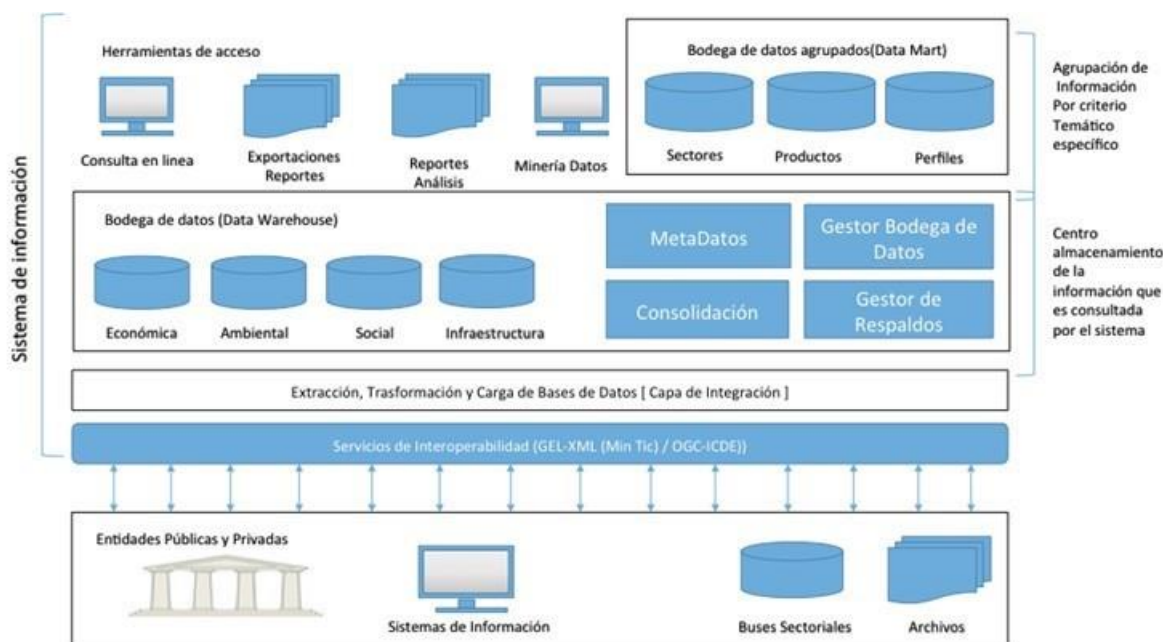 Sistema de información
Herramientas de acceso
Consulta en linea
Exportaciones
Reportes
Reportes
Análisis
Minería Datos
Bodega de datos agrupados(Data Mart)
Sectores
Productos
Perfiles
Agrupación de
Información
Por criterio
Temático
específico
Bodega de datos (Data Warehouse)
Económica
Ambiental
Social
Infraestructura
MetaDatos
Gestor Bodega de
Datos
Consolidación
Gestor de
Respaldos
Centro
almacenamiento
de la
información que
es consultada
por el sistema
Extracción, Trasformación y Carga de Bases de Datos [ Capa de Integración ]
Servicios de Interoperabilidad (GEL-XML (Min Tic) / OGC-ICDE))
Entidades Públicas y Privadas
Sistemas de Información
Buses Sectoriales
Archivos